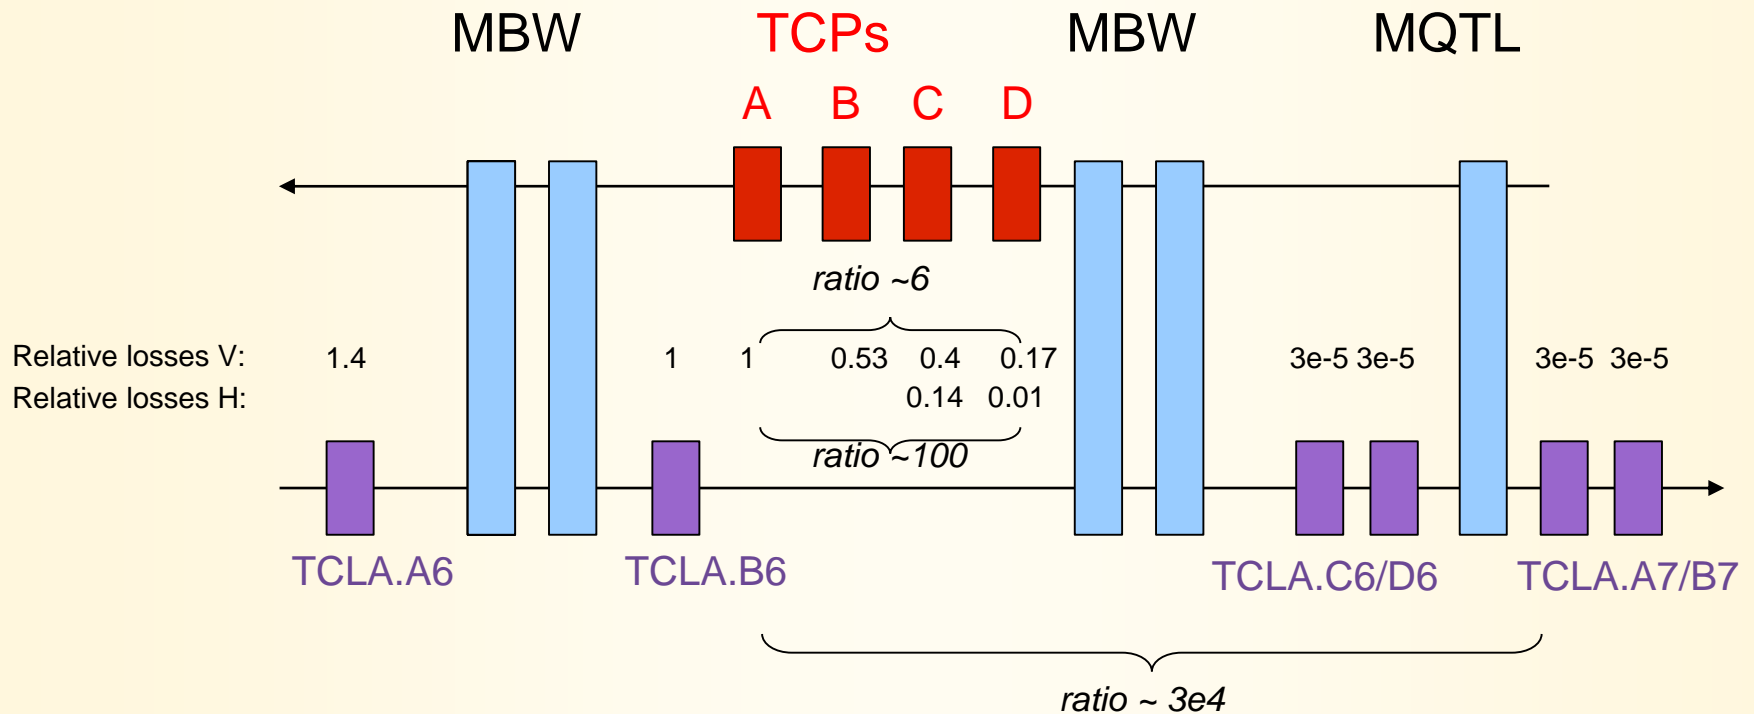 MBW TCPs MBW MQTL
A B C D
ratio ~6
Relative losses V: 1.4 1 1 0.53 0.4 0.17 3e-5 3e-5 3e-5 3e-5
Relative losses H: 0.14 0.01
ratio ~100
TCLA.A6 TCLA.B6 TCLA.C6/D6 TCLA.A7/B7
ratio ~ 3e4